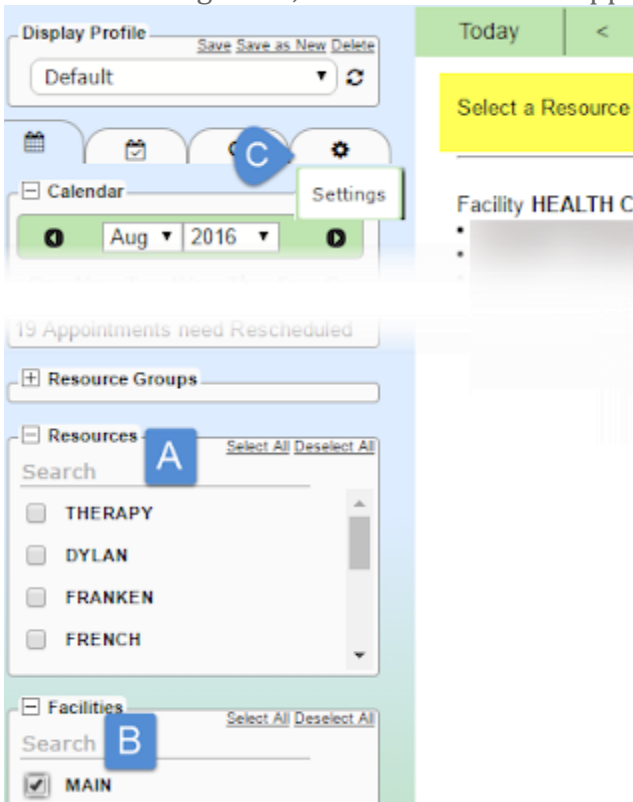 Display Profile
Save Save as New Delete
Default
Today <
Select a Resource
C
Settings
Calendar
Aug 2016
Facility HEALTH C
19 Appointments need Rescheduled
Resource Groups
Resources
Select All Deselect All
A
Search
THERAPY
DYLAN
FRANKEN
FRENCH
Facilities
Select All Deselect All
Search
B
MAIN